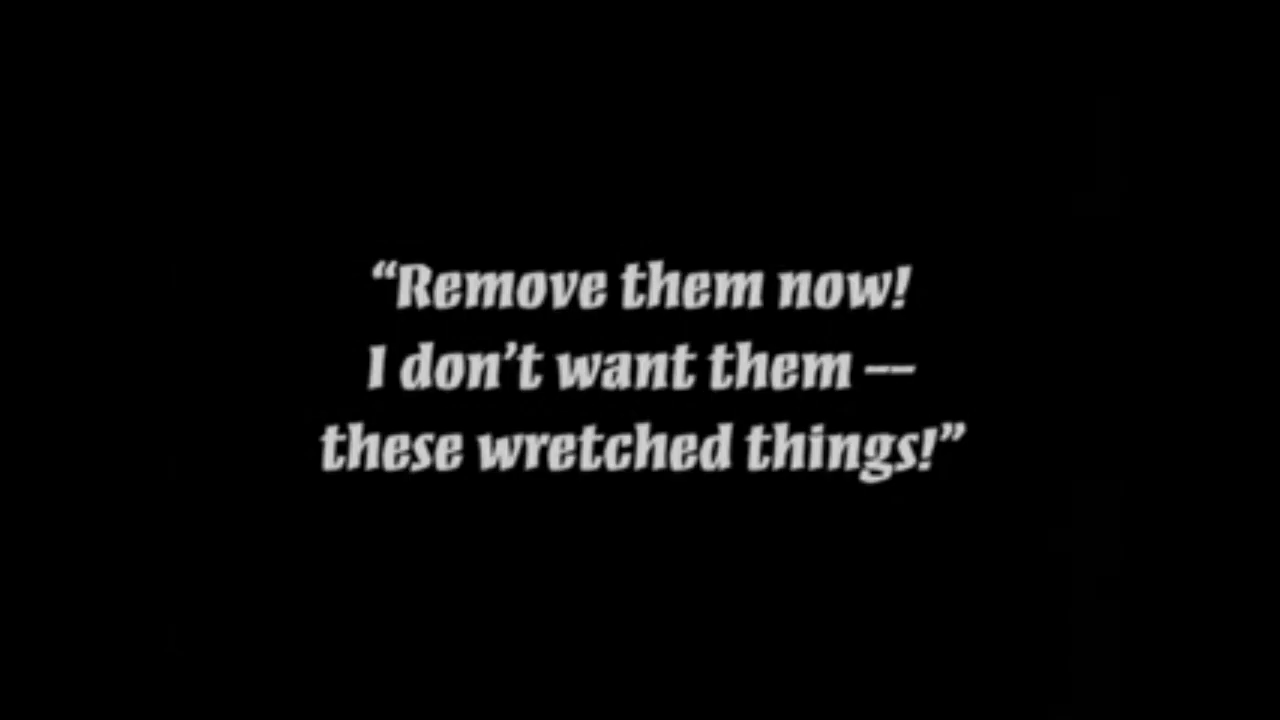 “Remove them now!
I don’t want them --
these wretched things!”